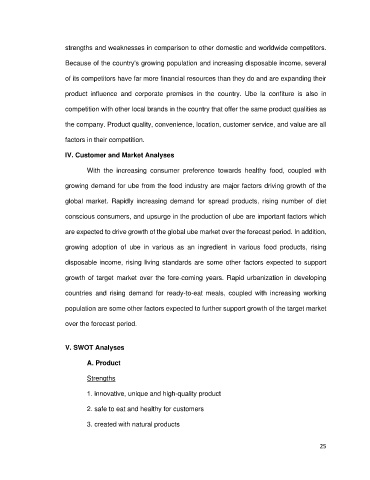 strengths and weaknesses in comparison to other domestic and worldwide competitors.
Because of the country's growing population and increasing disposable income, several
of its competitors have far more financial resources than they do and are expanding their
product influence and corporate premises in the country. Ube la confiture is also in
competition with other local brands in the country that offer the same product qualities as
the company. Product quality, convenience, location, customer service, and value are all
factors in their competition.
IV. Customer and Market Analyses
With the increasing consumer preference towards healthy food, coupled with
growing demand for ube from the food industry are major factors driving growth of the
global market. Rapidly increasing demand for spread products, rising number of diet
conscious consumers, and upsurge in the production of ube are important factors which
are expected to drive growth of the global ube market over the forecast period. In addition,
growing adoption of ube in various as an ingredient in various food products, rising
disposable income, rising living standards are some other factors expected to support
growth of target market over the fore-coming years. Rapid urbanization in developing
countries and rising demand for ready-to-eat meals, coupled with increasing working
population are some other factors expected to further support growth of the target market
over the forecast period.
V. SWOT Analyses
A. Product
Strengths
1. innovative, unique and high-quality product
2. safe to eat and healthy for customers
3. created with natural products
25